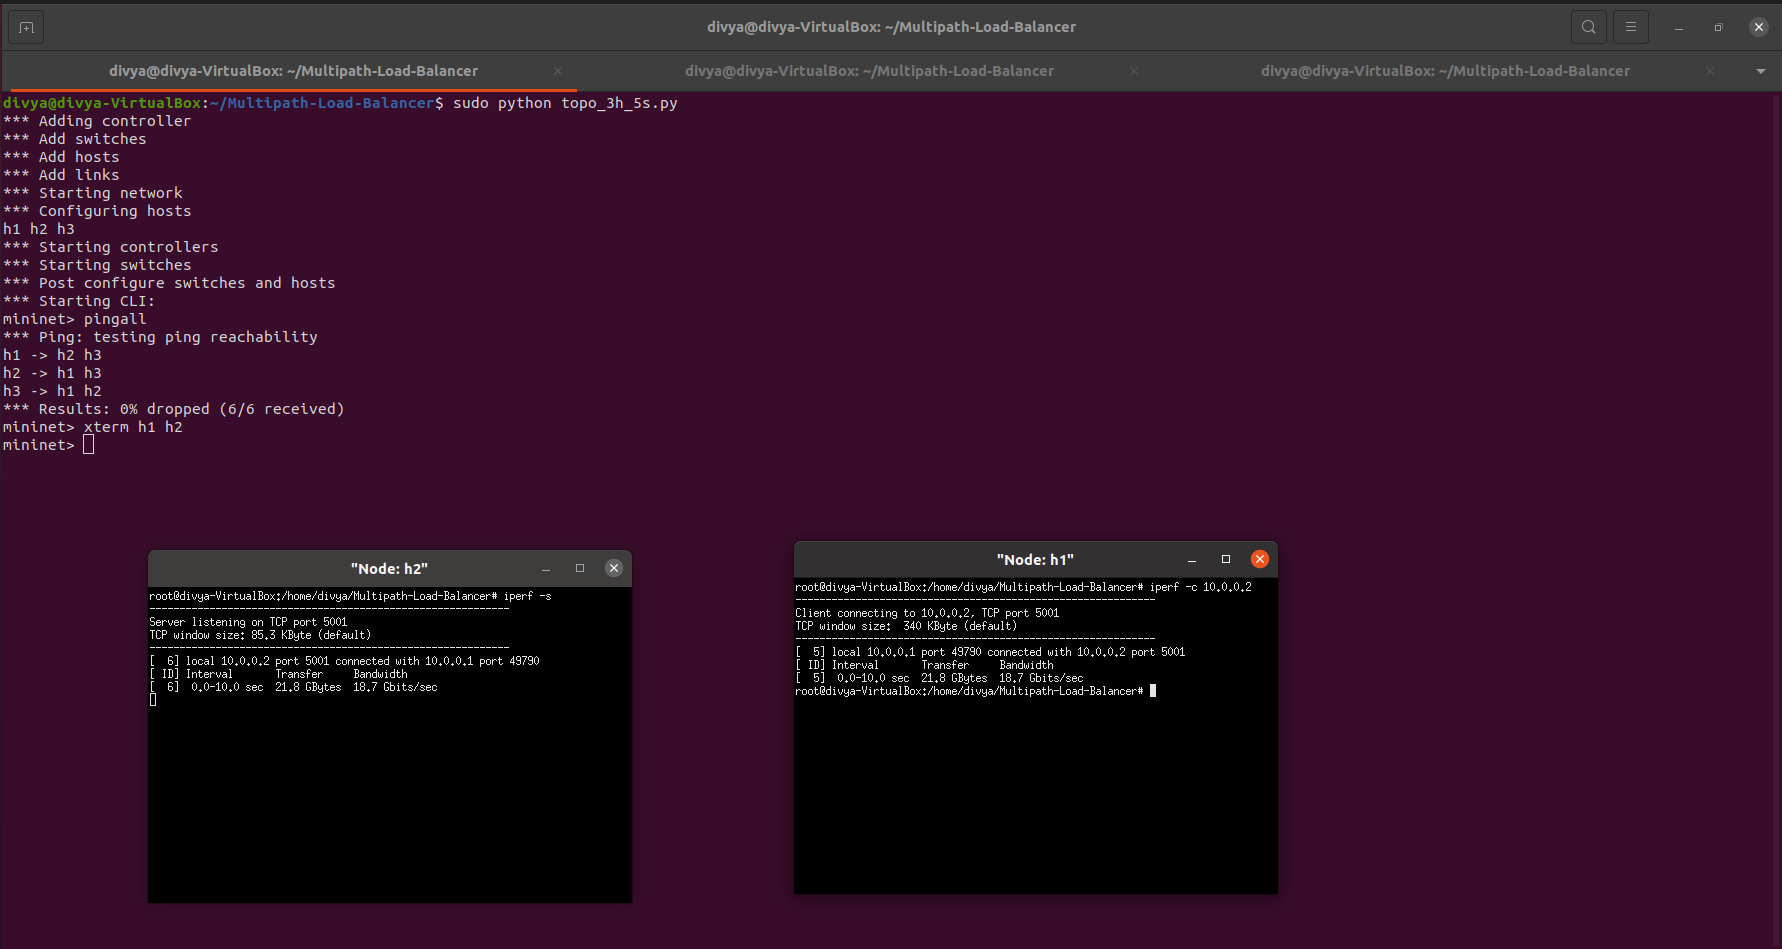 divya@divya-VirtualBox: ~/Multipath-Load-Balancer
divya@divya-VirtualBox: ~/Multipath-Load-Balancer
divya@divya-VirtualBox: ~/Multipath-Load-Balancer
divya@divya-VirtualBox: ~/Multipath-Load-Balancer
divya@divya-VirtualBox:~/Multipath-Load-Balancer$ sudo python topo_3h_5s.py
*** Adding controller
*** Add switches
*** Add hosts
*** Add links
*** Starting network
*** Configuring hosts
h1 h2 h3
*** Starting controllers
*** Starting switches
*** Post configure switches and hosts
*** Starting CLI:
mininet> pingall
*** Ping: testing ping reachability
h1 -> h2 h3
h2 -> h1 h3
h3 -> h1 h2
*** Results: 0% dropped (6/6 received)
mininet> xterm h1 h2
mininet>
"Node: h2"
root@divya-VirtualBox:/home/divya/Multipath-Load-Balancer# iperf -s
------------------------------------------------------------
Server listening on TCP port 5001
TCP window size: 85.3 KByte (default)
------------------------------------------------------------
[  6] local 10.0.0.2 port 5001 connected with 10.0.0.1 port 49790
[ ID] Interval       Transfer     Bandwidth
[  6]  0.0-10.0 sec  21.8 GBytes  18.7 Gbits/sec
"Node: h1"
root@divya-VirtualBox:/home/divya/Multipath-Load-Balancer# iperf -c 10.0.0.2
------------------------------------------------------------
Client connecting to 10.0.0.2, TCP port 5001
TCP window size:  340 KByte (default)
------------------------------------------------------------
[  5] local 10.0.0.1 port 49790 connected with 10.0.0.2 port 5001
[ ID] Interval       Transfer     Bandwidth
[  5]  0.0-10.0 sec  21.8 GBytes  18.7 Gbits/sec
root@divya-VirtualBox:/home/divya/Multipath-Load-Balancer#